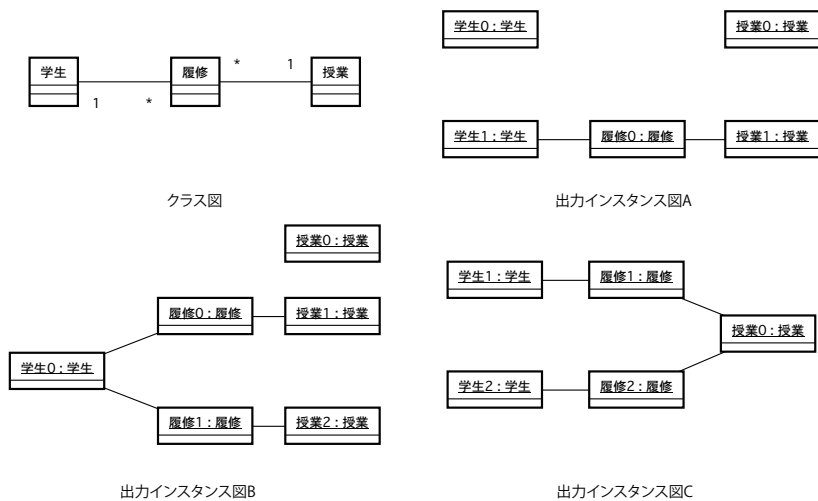 学生
履修
授業
1
*
*
1
クラス図
学生0 : 学生
授業0 : 授業
学生1 : 学生
履修0 : 履修
授業1 : 授業
出力インスタンス図A
授業0 : 授業
履修0 : 履修
授業1 : 授業
学生0 : 学生
履修1 : 履修
授業2 : 授業
出力インスタンス図B
学生1 : 学生
履修1 : 履修
授業0 : 授業
学生2 : 学生
履修2 : 履修
出力インスタンス図C